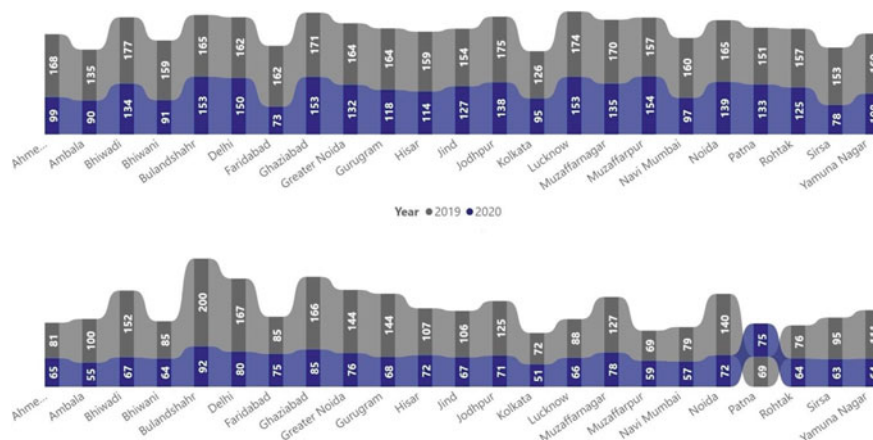 168 135 177 159 165 162 162 171 164 164 159 154 175 126 174 170 157 160 165 151 157 153
99 90 134 91 153 150 73 153 132 118 114 127 138 95 153 135 154 97 139 133 125 78
Ahme... Ambala Bhiwadi Bhiwani Bulandshahr Delhi Faridabad Ghaziabad Greater Noida Gurugram Hisar Jind Jodhpur Kolkata Lucknow Muzaffarnagar Muzaffarpur Navi Mumbai Noida Patna Rohtak Sirsa Yamuna Nagar
Year 2019 2020
81 100 152 85 200 167 85 166 144 144 107 106 125 72 88 127 69 79 140 75 76 95
65 55 67 64 92 80 75 85 76 68 72 67 71 51 66 78 59 57 72 69 64 63
Ahme... Ambala Bhiwadi Bhiwani Bulandshahr Delhi Faridabad Ghaziabad Greater Noida Gurugram Hisar Jind Jodhpur Kolkata Lucknow Muzaffarnagar Muzaffarpur Navi Mumbai Noida Patna Rohtak Sirsa Yamuna Nagar